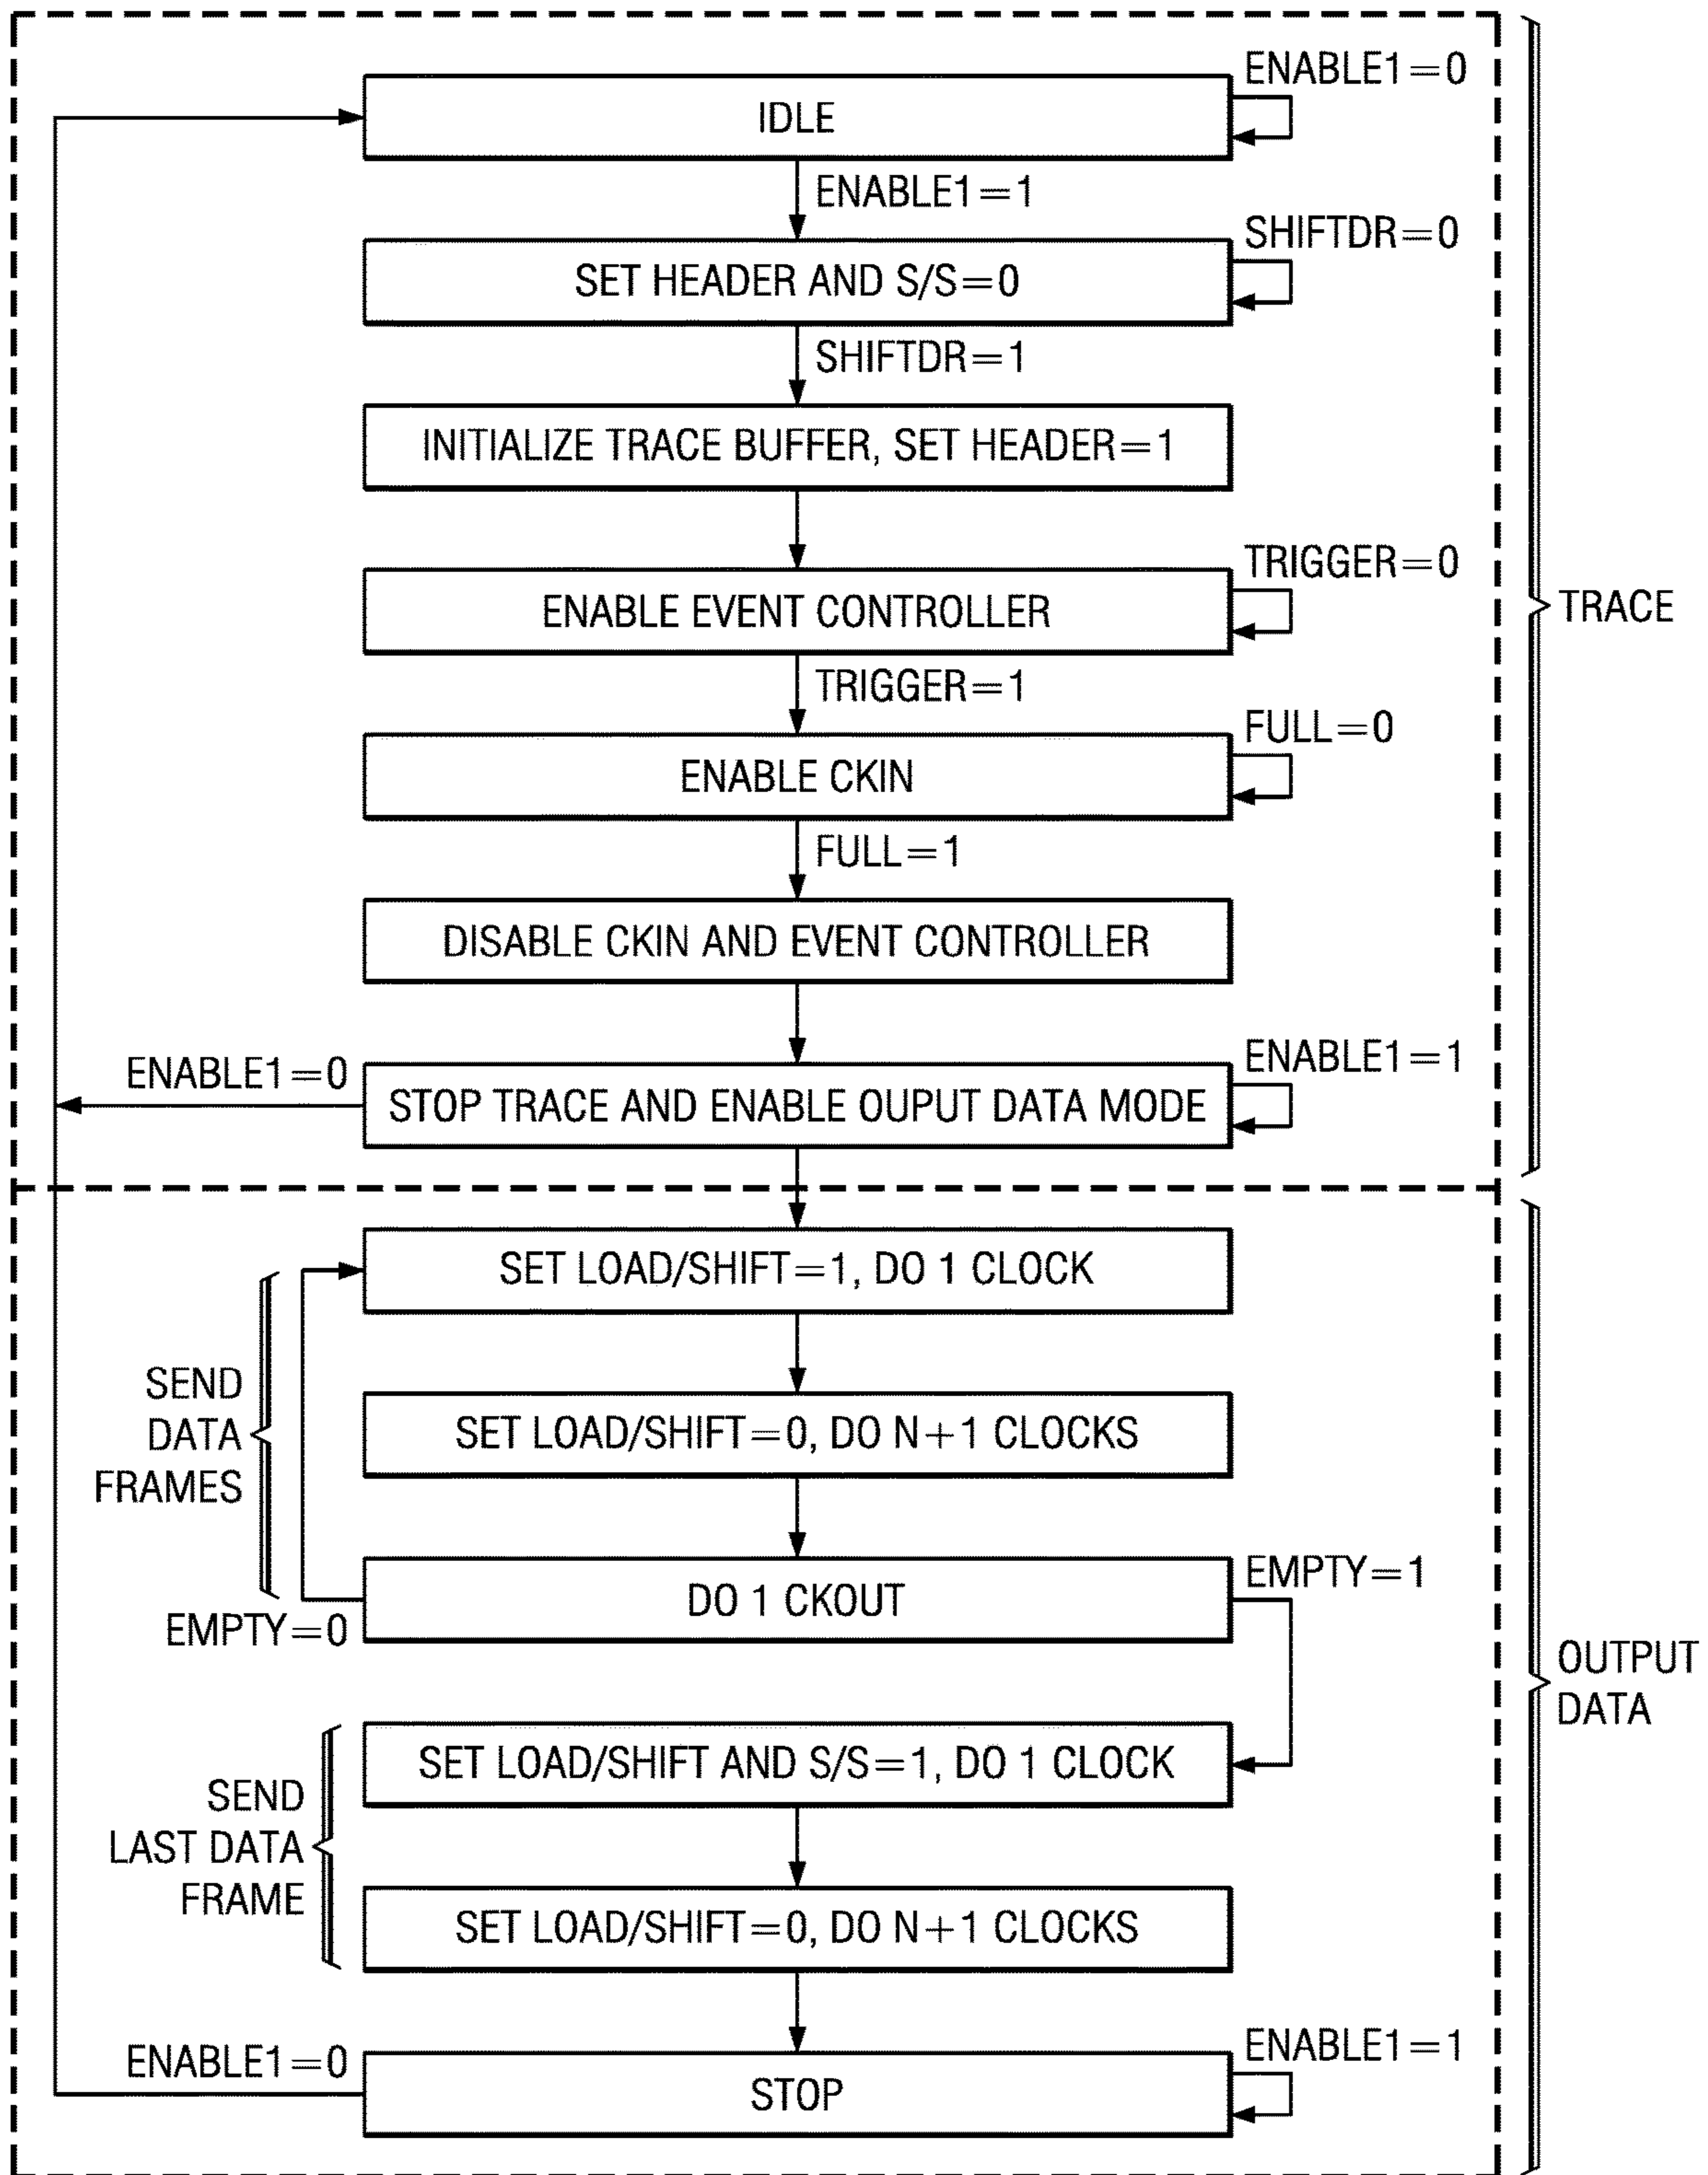 ENABLE1=0
IDLE
ENABLE1=1
SHIFTDR=0
SET HEADER AND S/S=0
SHIFTDR=1
INITIALIZE TRACE BUFFER, SET HEADER=1
TRIGGER=0
ENABLE EVENT CONTROLLER
TRACE
TRIGGER=1
FULL=0
ENABLE CKIN
FULL=1
DISABLE CKIN AND EVENT CONTROLLER
ENABLE1=0
ENABLE1=1
STOP TRACE AND ENABLE OUPUT DATA MODE
SET LOAD/SHIFT=1, DO 1 CLOCK
SEND
DATA
FRAMES
SET LOAD/SHIFT=0, DO N+1 CLOCKS
EMPTY=1
DO 1 CKOUT
EMPTY=0
OUTPUT
DATA
SET LOAD/SHIFT AND S/S=1, DO 1 CLOCK
SEND
LAST DATA
FRAME
SET LOAD/SHIFT=0, DO N+1 CLOCKS
ENABLE1=0
ENABLE1=1
STOP